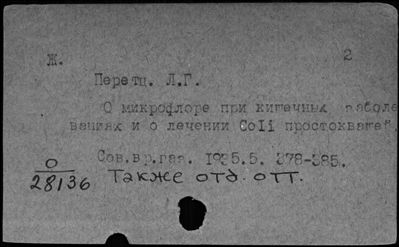 Ж. 2
Перетц. Л.Г.
"О микрофлоре при кишечных заболе
ваниях и о лечении Coli простоквашей".
Сов.вр.газ. 1935.5. 378-385.
О
28136 Также отд. отт.